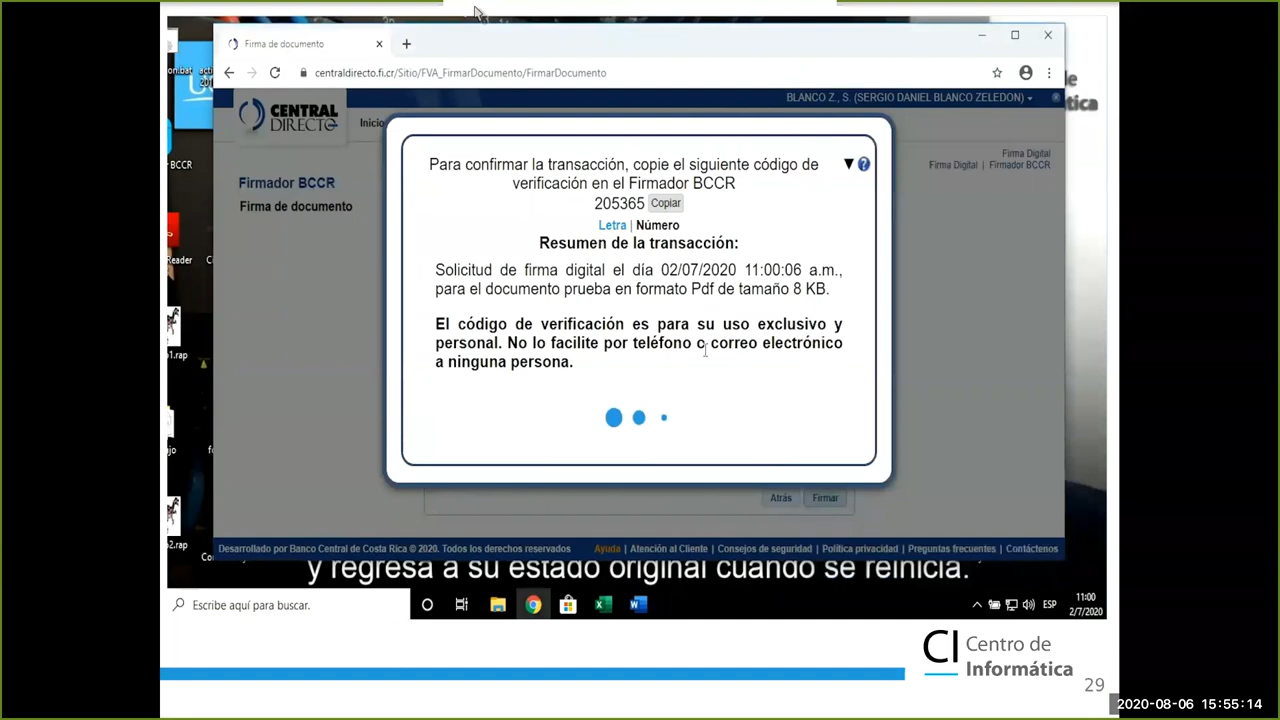 Firma de documento
centraldirecto.fi.cr/Sitio/FVA_FirmarDocumento/FirmarDocumento
BLANCO Z., S. (SERGIO DANIEL BLANCO ZELEDON)
CENTRAL
DIRECTO
Inicio
Firma Digital
Firma Digital | Firmador BCCR
Firmador BCCR
Firma de documento
Para confirmar la transacción, copie el siguiente código de
verificación en el Firmador BCCR
205365 Copiar
Letra | Número
Resumen de la transacción:
Solicitud de firma digital el día 02/07/2020 11:00:06 a.m.,
para el documento prueba en formato Pdf de tamaño 8 KB.
El código de verificación es para su uso exclusivo y
personal. No lo facilite por teléfono o correo electrónico
a ninguna persona.
Atrás Firmar
Desarrollado por Banco Central de Costa Rica © 2020. Todos los derechos reservados
Ayuda | Atención al Cliente | Consejos de seguridad | Política privacidad | Preguntas frecuentes | Contáctenos
BCCR
Reader
y regresa a su estado original cuando se reinicia.
Escribe aquí para buscar.
ESP
11:00
2/7/2020
CI Centro de
Informática
29
2020-08-06 15:55:14